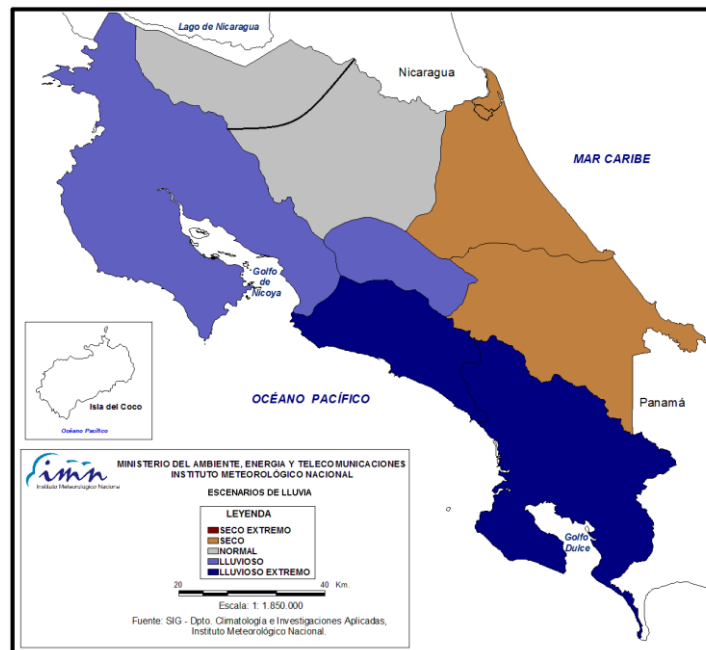 Lago de Nicaragua
Nicaragua
MAR CARIBE
Golfo
de
Nicoya
Isla del Coco
Océano Pacífico
OCÉANO PACÍFICO
Panamá
imn
Instituto Meteorológico Nacional
MINISTERIO DEL AMBIENTE, ENERGIA Y TELECOMUNICACIONES
INSTITUTO METEOROLÓGICO NACIONAL
ESCENARIOS DE LLUVIA
LEYENDA
SECO EXTREMO
SECO
NORMAL
LLUVIOSO
LLUVIOSO EXTREMO
Golfo
Dulce
20 0 40 Km.
Escala: 1: 1.850.000
Fuente: SIG - Dpto. Climatología e Investigaciones Aplicadas,
Instituto Meteorológico Nacional.